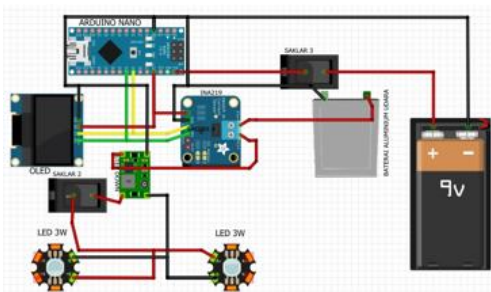 ARDUINO NANO
SAKLAR 3
INA219
OLED
BATERAI ALUMINIUM UDARA
SAKLAR 2
+ -
9v
LED 3W
LED 3W